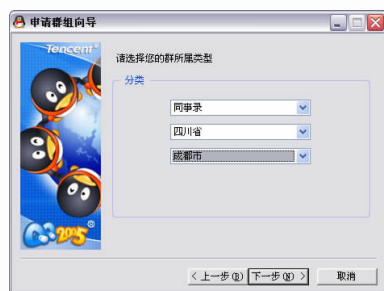 申请群组向导
Tencent
请选择您的群所属类型
分类
同事录
四川省
成都市
2005
< 上一步(B)
下一步(N) >
取消